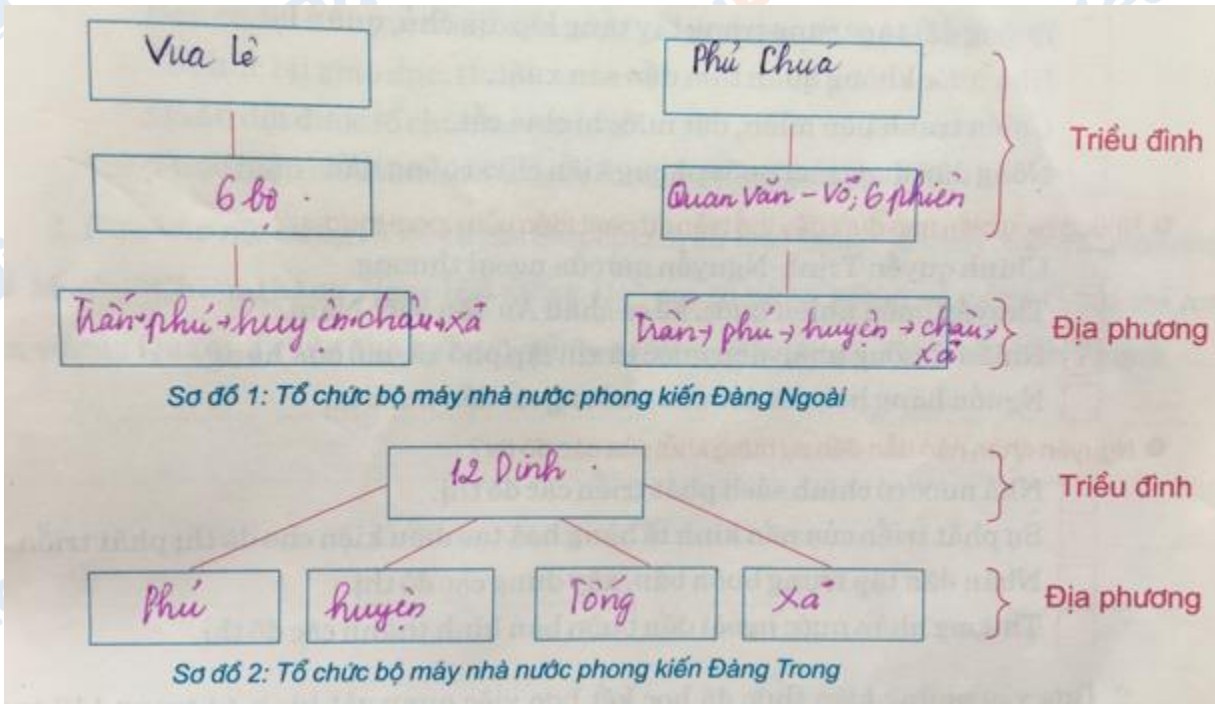 Vua Lê
Phủ Chúa
Triều đình
6 bộ
Quan Văn - Võ; 6 phiên
Trấn → phủ → huyện → châu → xã
Trấn → phủ → huyện → châu →
xã
Địa phương
Sơ đồ 1: Tổ chức bộ máy nhà nước phong kiến Đàng Ngoài
12 Dinh
Triều đình
Phủ
huyện
Tổng
Xã
Địa phương
Sơ đồ 2: Tổ chức bộ máy nhà nước phong kiến Đàng Trong